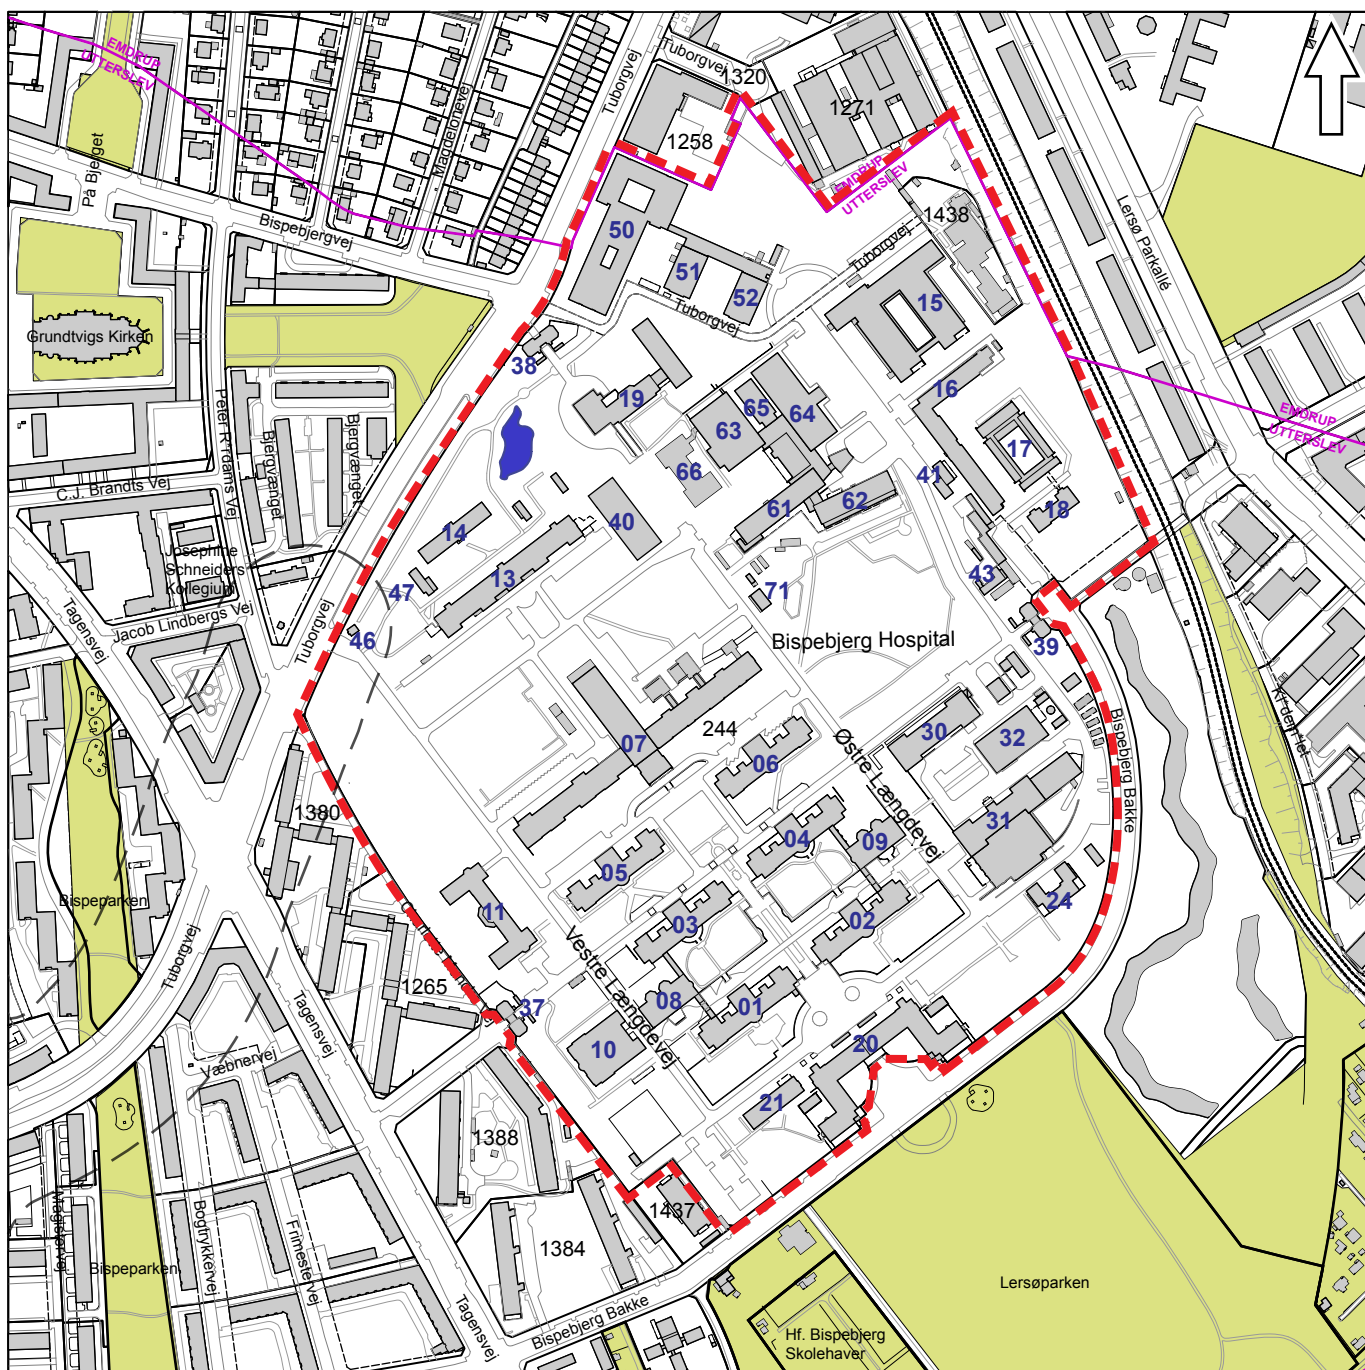 EMDRUP
UTTERSLEV
På Bjerget
Magdelonevej
Tuborgvej
Tuborgvej
1320
1271
1258
EMDRUP
UTTERSLEV
1438
Lersø Parkallé
Bispebjergvej
50
51
52
Tuborgvej
Tuborgvej
15
Grundtvigs Kirken
38
19
65
64
63
16
17
EMDRUP
UTTERSLEV
66
41
C.J. Brandts Vej
Bjergvænget
Bjergvænget
61
62
18
40
14
Josephine
Schneiders
Kollegium
47
13
43
71
Jacob Lindbergs Vej
Tuborgvej
46
Bispebjerg Hospital
39
Tagensvej
244
07
06
Østre Længdevej
30
32
Bispebjerg Bakke
1380
04
09
31
05
24
Bispeparken
11
03
02
Vestre Længdevej
Tuborgvej
1265
37
08
01
10
20
Tagensvej
Væbnervej
21
1388
1437
1384
Magistervej
Bogtrykkervej
Frimestervej
Bispeparken
Lersøparken
Tagensvej
Bispebjerg Bakke
Hf. Bispebjerg
Skolehaver